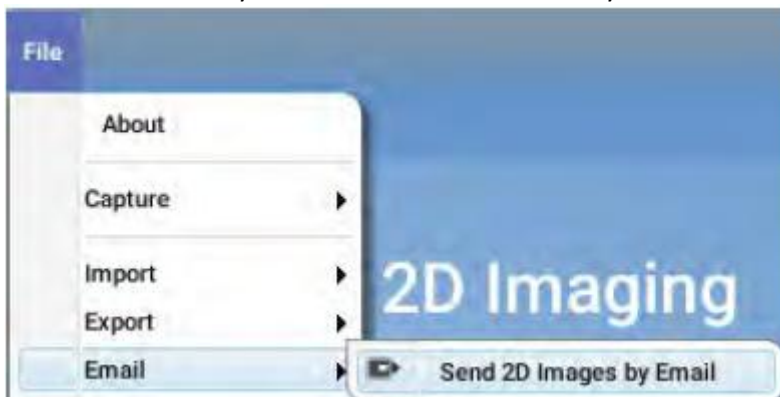 File
About
Capture
Import
2D Imaging
Export
Email
Send 2D Images by Email